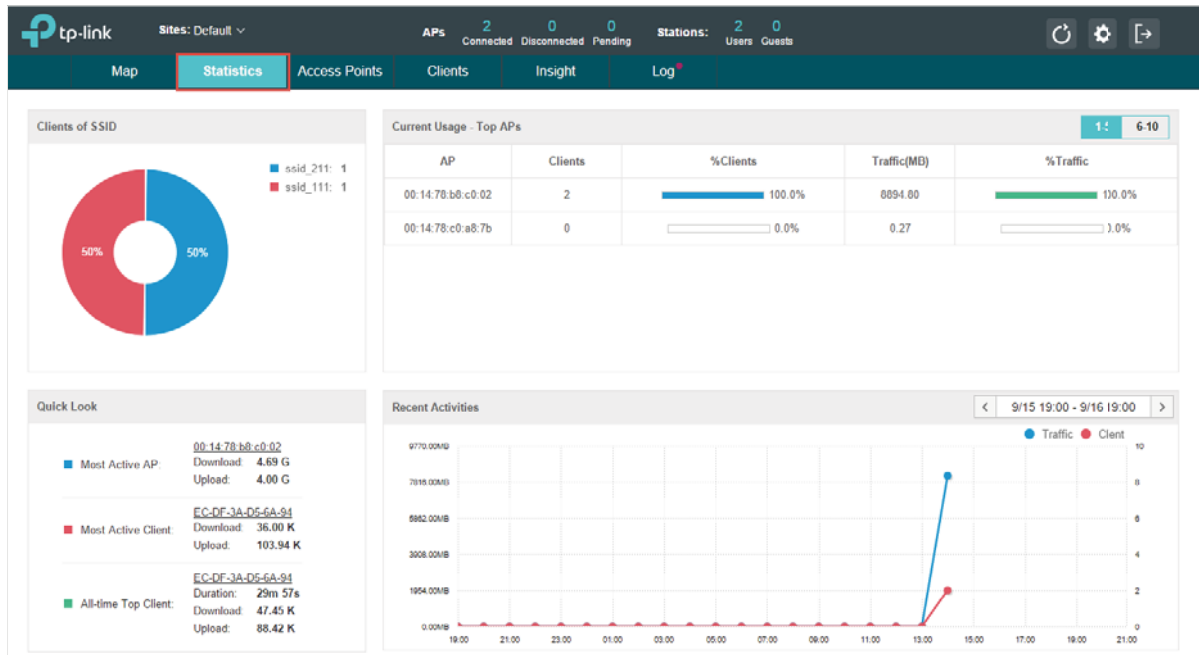 tp-link
Sites: Default
APs 2 Connected 0 Disconnected 0 Pending
Stations: 2 Users 0 Guests
Map Statistics Access Points Clients Insight Log
Clients of SSID
ssid_211: 1
ssid_111: 1
50% 50%
Current Usage - Top APs
6-10
AP Clients %Clients Traffic(MB) %Traffic
00:14:78:b8:c0:02 2 100.0% 8894.80 100.0%
00:14:78:c0:a8:7b 0 0.0% 0.27
Quick Look
Most Active AP:
00:14:78:b8:c0:02
Download: 4.69 G
Upload: 4.00 G
Most Active Client:
EC-DF-3A-D5-6A-94
Download: 36.00 K
Upload: 103.94 K
All-time Top Client:
EC-DF-3A-D5-6A-94
Duration: 29m 57s
Download: 47.45 K
Upload: 88.42 K
Recent Activities
< 9/15 19:00 - 9/16 19:00 >
Traffic Client
9770.00MB 10
7816.00MB 8
5862.00MB 6
3908.00MB 4
1954.00MB 2
0.00MB 0
19:00 21:00 23:00 01:00 03:00 05:00 07:00 09:00 11:00 13:00 15:00 17:00 19:00 21:00